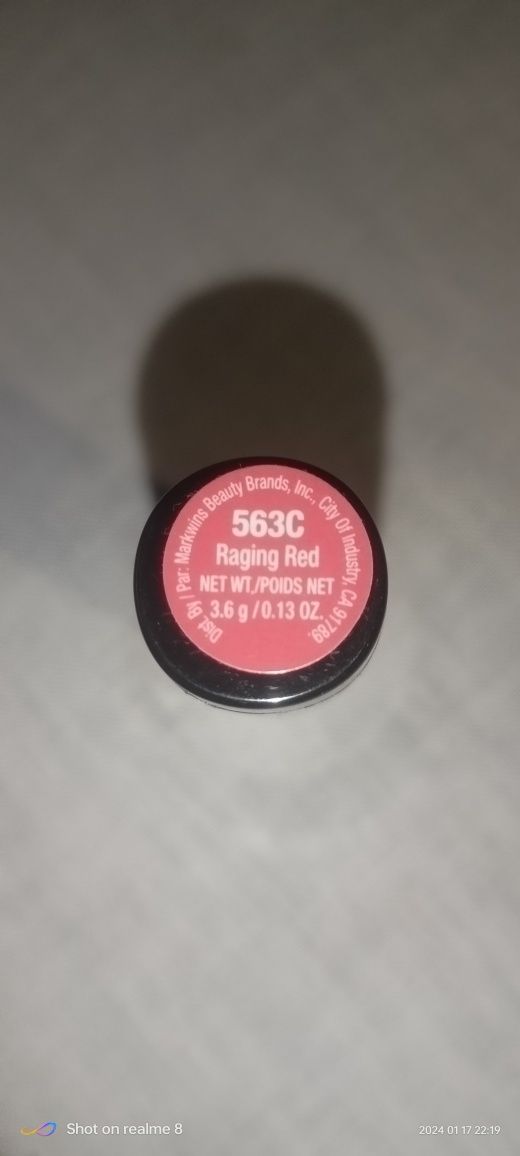 Dist. By / Par: Markwins Beauty Brands, Inc., City Of Industry, CA 91789.
563C
Raging Red
NET WT./POIDS NET
3.6 g / 0.13 OZ.
Shot on realme 8
2024 01 17 22:19